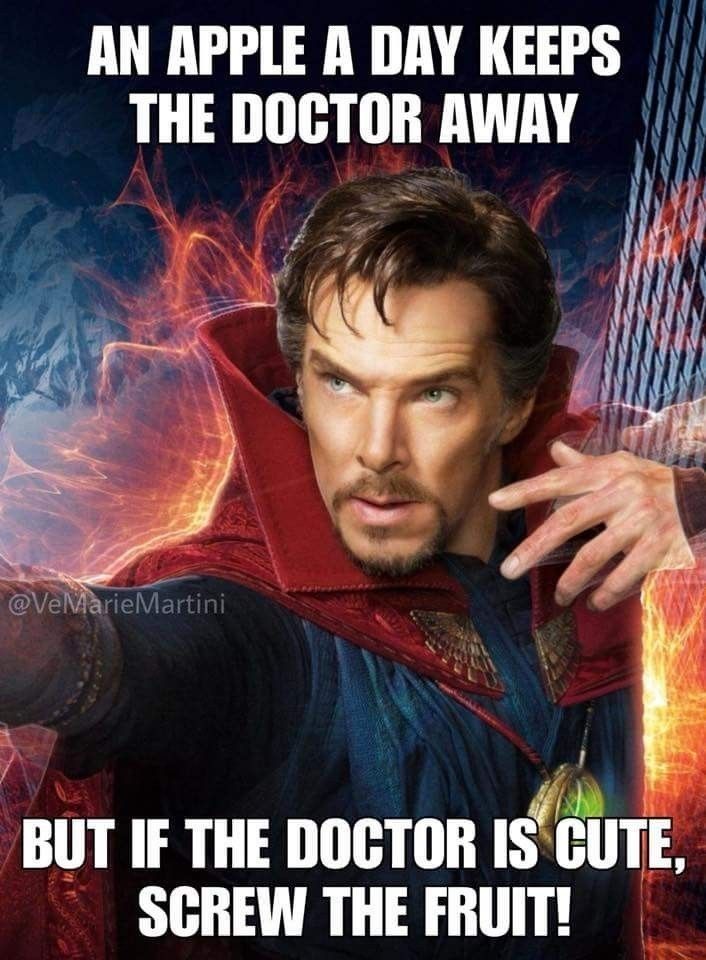 AN APPLE A DAY KEEPS
THE DOCTOR AWAY
@VeMarieMartini
BUT IF THE DOCTOR IS CUTE,
SCREW THE FRUIT!